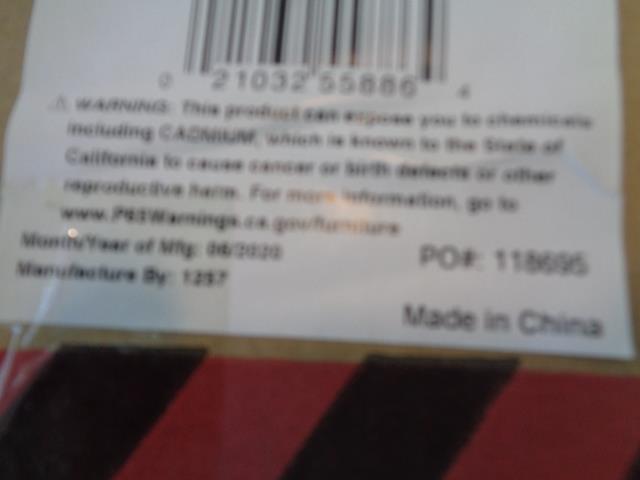 0 21032 55886 4
⚠ WARNING: This product can expose you to chemicals
including CADMIUM, which is known to the State of
California to cause cancer or birth defects or other
reproductive harm. For more information, go to
www.P65Warnings.ca.gov/furniture
Month/Year of Mfg: 06/2020
Manufacture By: 1257
PO#: 118695
Made in China